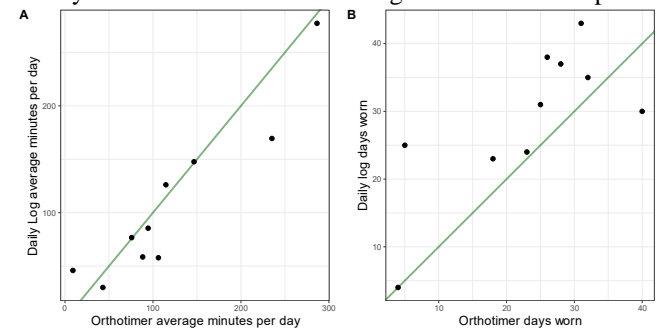 A
B
Daily Log average minutes per day
200
100
0
100
200
300
Orthotimer average minutes per day
Daily log days worn
40
30
20
10
10
20
30
40
Orthotimer days worn